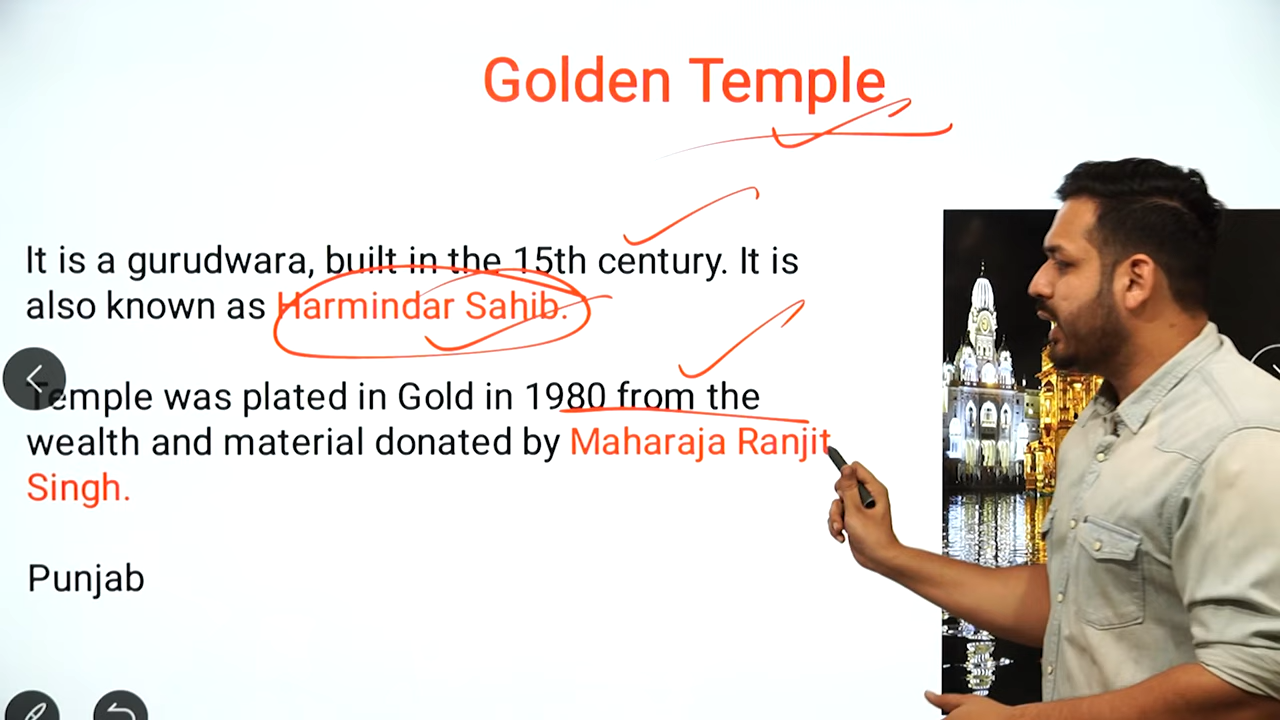 Golden Temple
It is a gurudwara, built in the 15th century. It is
also known as Harmindar Sahib.
Temple was plated in Gold in 1980 from the
wealth and material donated by Maharaja Ranjit
Singh.
Punjab